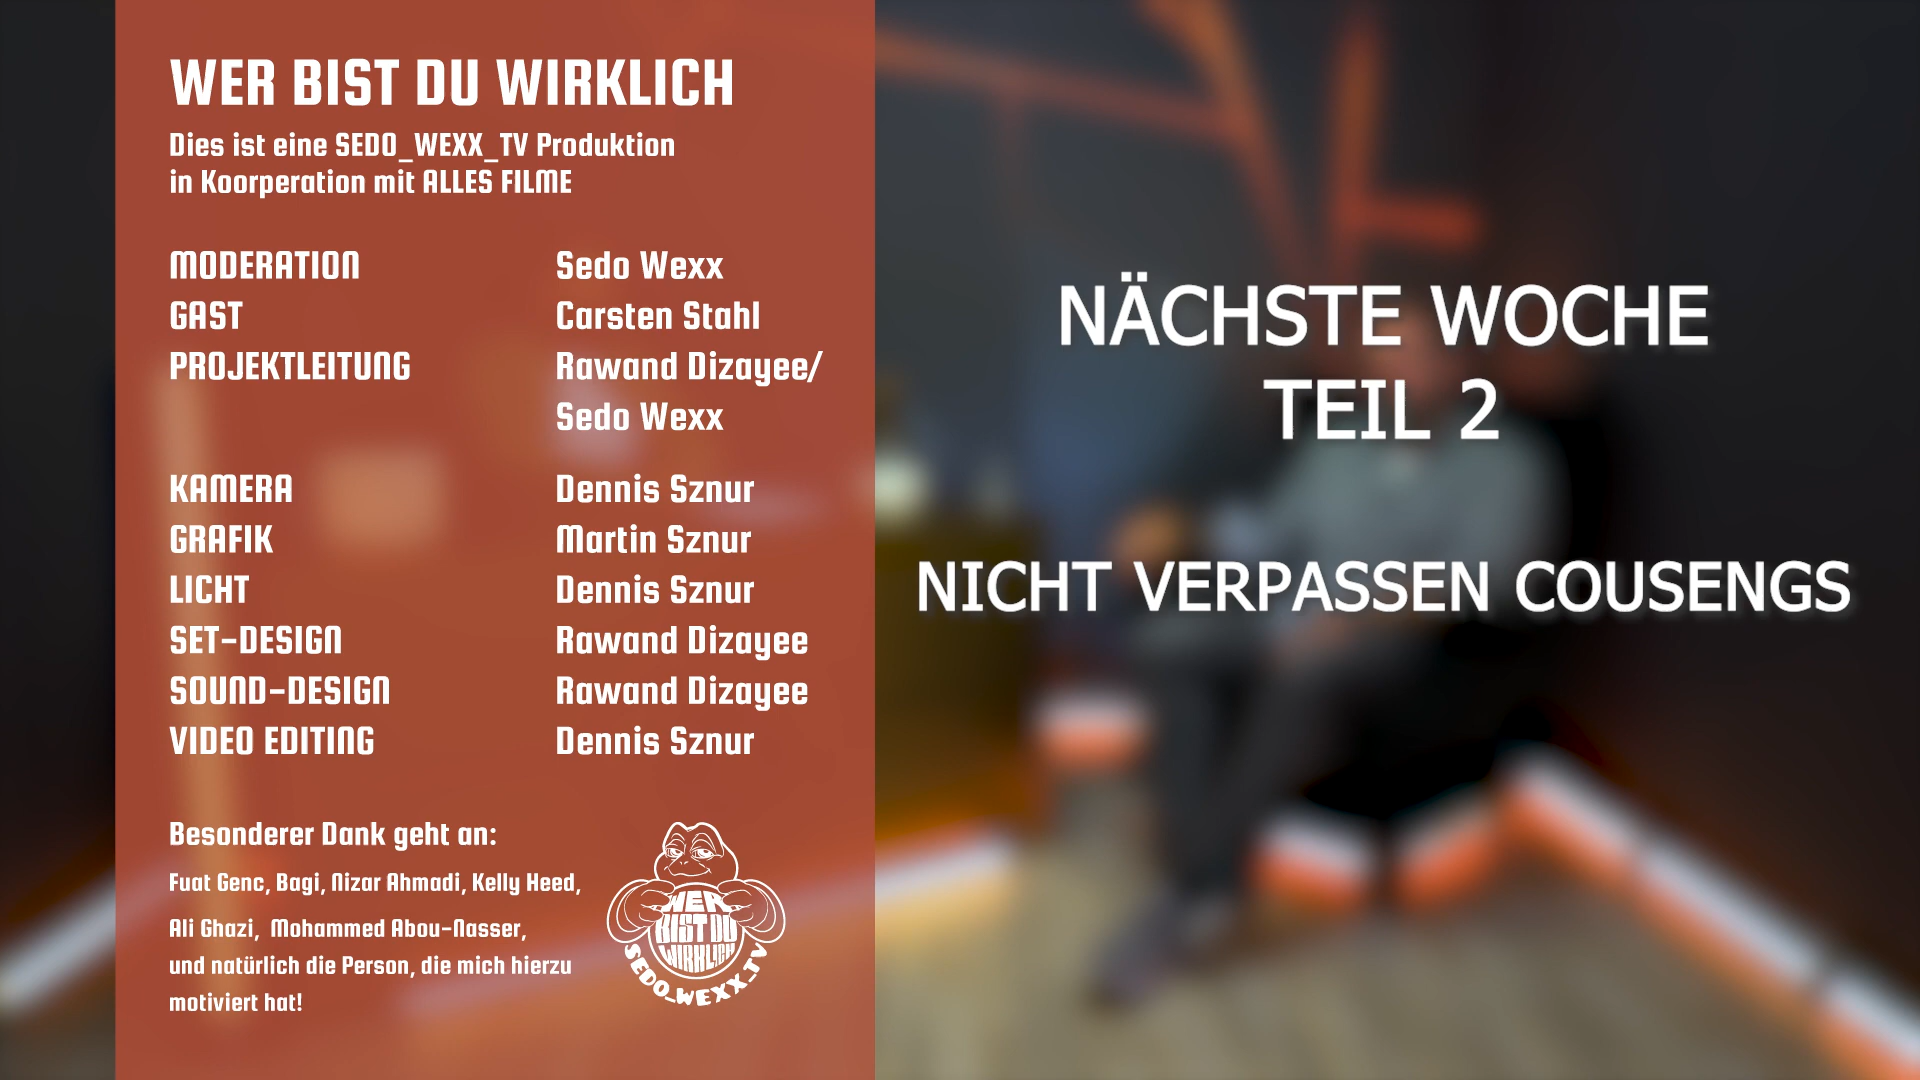 WER BIST DU WIRKLICH
Dies ist eine SEDO_WEXX_TV Produktion
in Koorperation mit ALLES FILME
MODERATION Sedo Wexx
GAST Carsten Stahl
PROJEKTLEITUNG Rawand Dizayee/
Sedo Wexx
KAMERA Dennis Sznur
GRAFIK Martin Sznur
LICHT Dennis Sznur
SET-DESIGN Rawand Dizayee
SOUND-DESIGN Rawand Dizayee
VIDEO EDITING Dennis Sznur
Besonderer Dank geht an:
Fuat Genc, Bagi, Nizar Ahmadi, Kelly Heed,
Ali Ghazi, Mohammed Abou-Nasser,
und natürlich die Person, die mich hierzu
motiviert hat!
WER
BIST DU
WIRKLICH
SEDO_WEXX_TV
NÄCHSTE WOCHE
TEIL 2
NICHT VERPASSEN COUSENGS